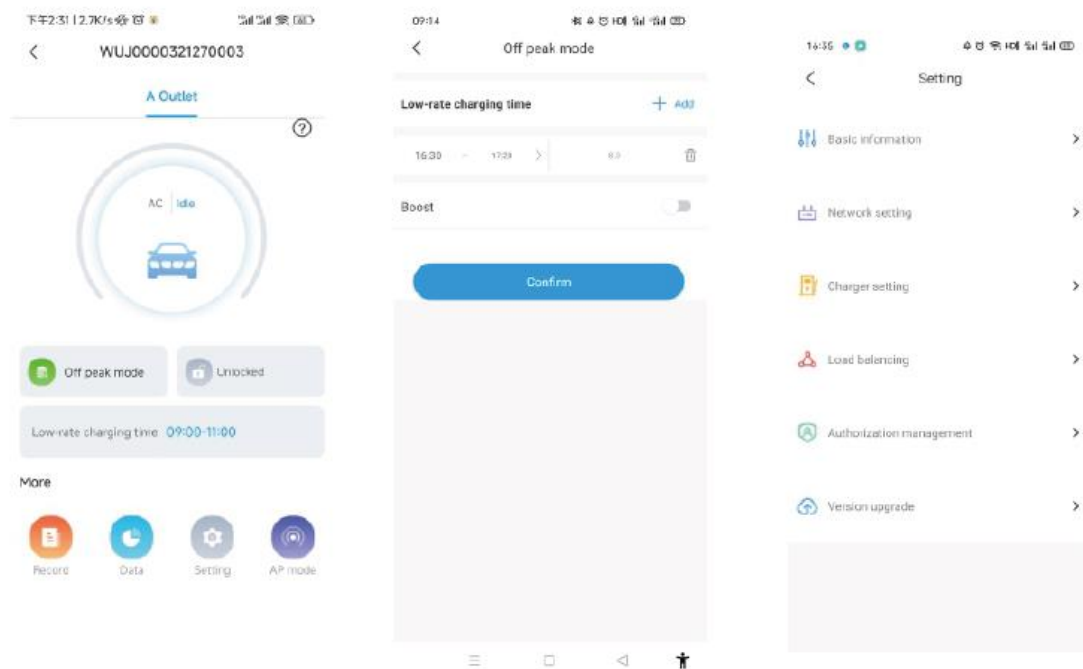 下午2:31 | 2.7K/s
WUJ0000321270003
A Outlet
AC | Idle
Off peak mode
Unlocked
Low-rate charging time 09:00-11:00
More
Record
Data
Setting
AP mode
09:14
Off peak mode
Low-rate charging time
+ Add
16:30 -
Boost
Confirm
16:35
Setting
Basic information
Network setting
Charger setting
Load balancing
Authorization management
Version upgrade